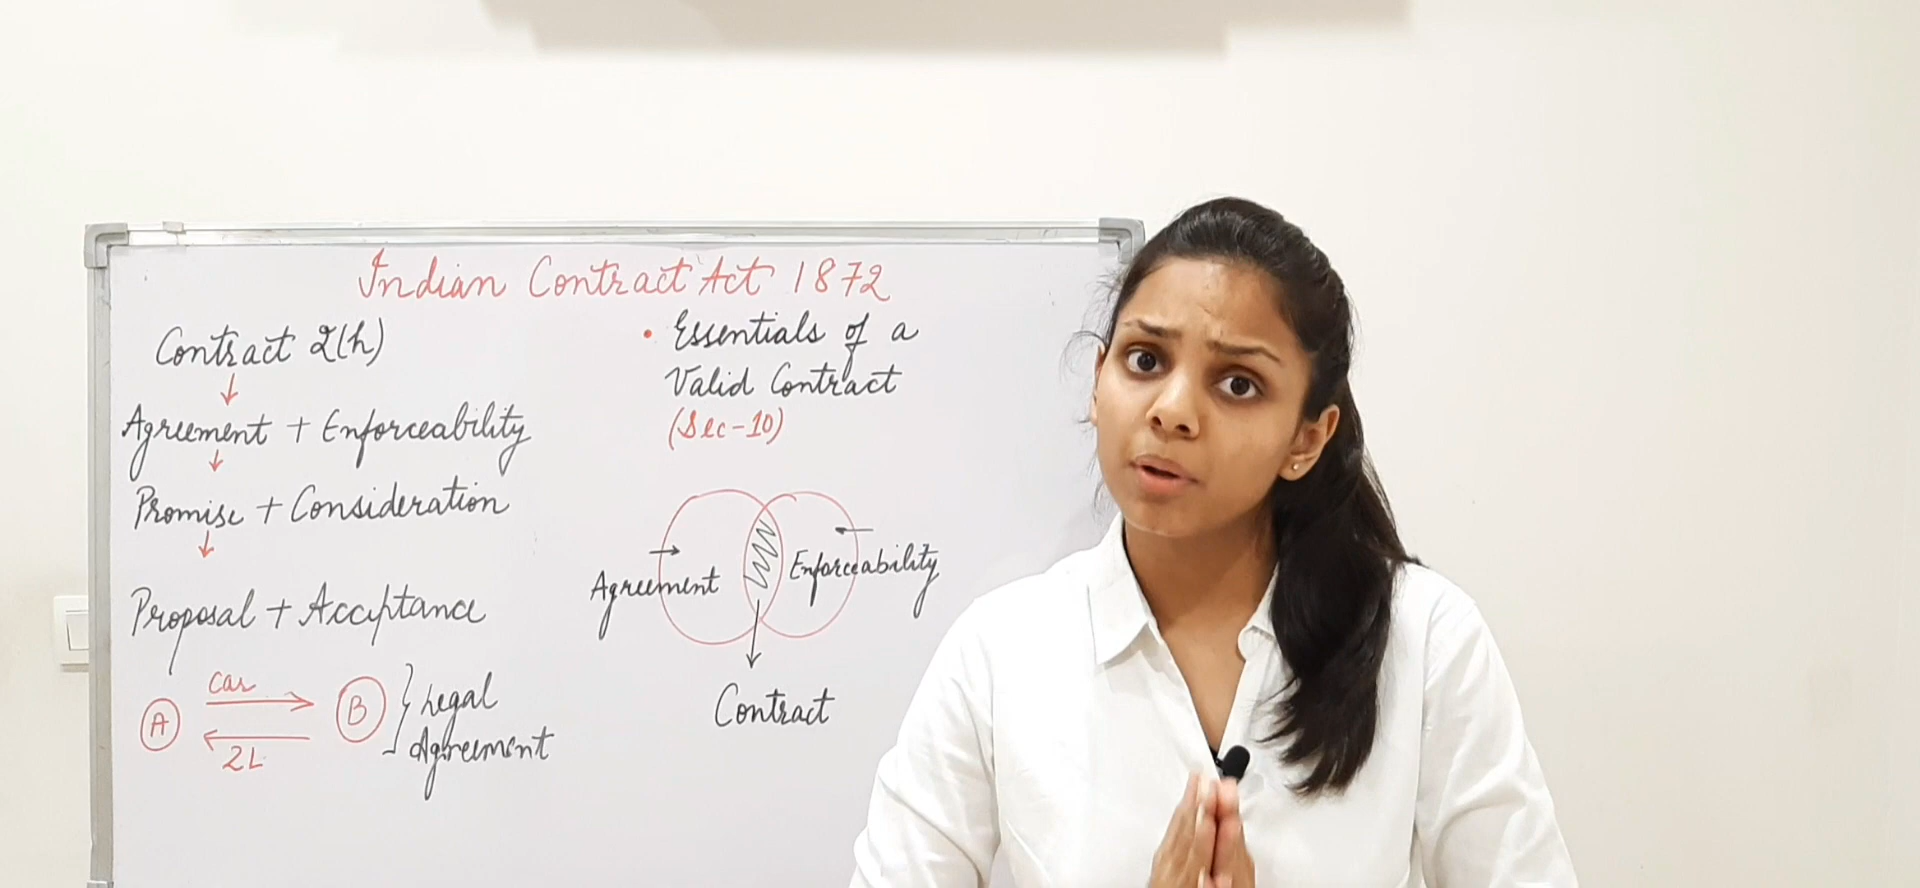 Indian Contract Act 1872
Contract 2(h)
Agreement + Enforceability
Promise + Consideration
Proposal + Acceptance
A
car
2L
B
Legal
Agreement
• Essentials of a
Valid Contract
(Sec-10)
Agreement
Enforceability
Contract